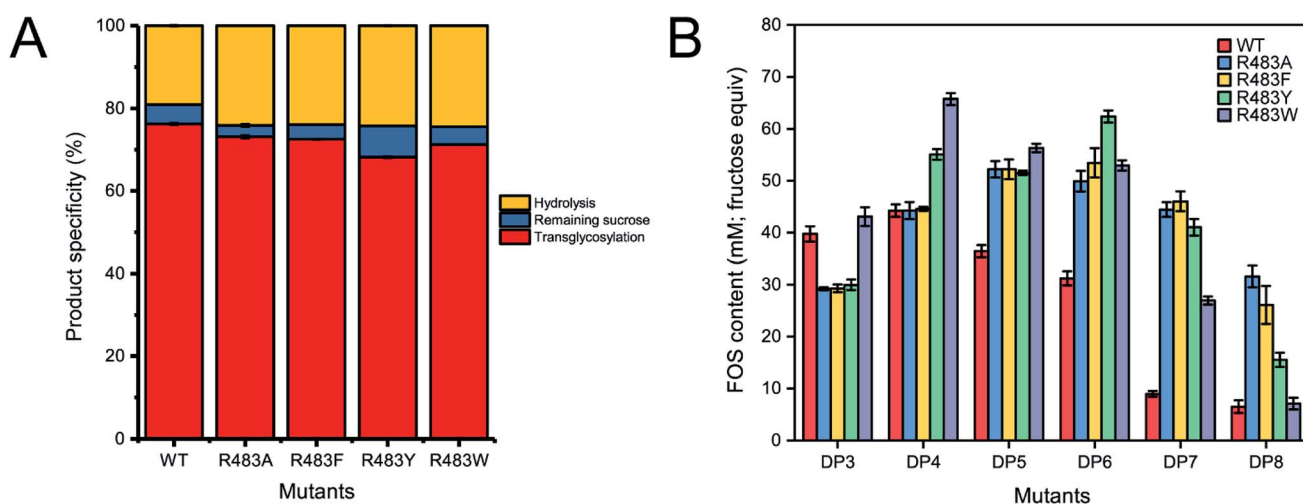 A
Product specificity (%)
100
80
60
40
20
0
WT R483A R483F R483Y R483W
Mutants
Hydrolysis
Remaining sucrose
Transglycosylation
B
FOS content (mM; fructose equiv)
80
70
60
50
40
30
20
10
0
DP3 DP4 DP5 DP6 DP7 DP8
Mutants
WT
R483A
R483F
R483Y
R483W